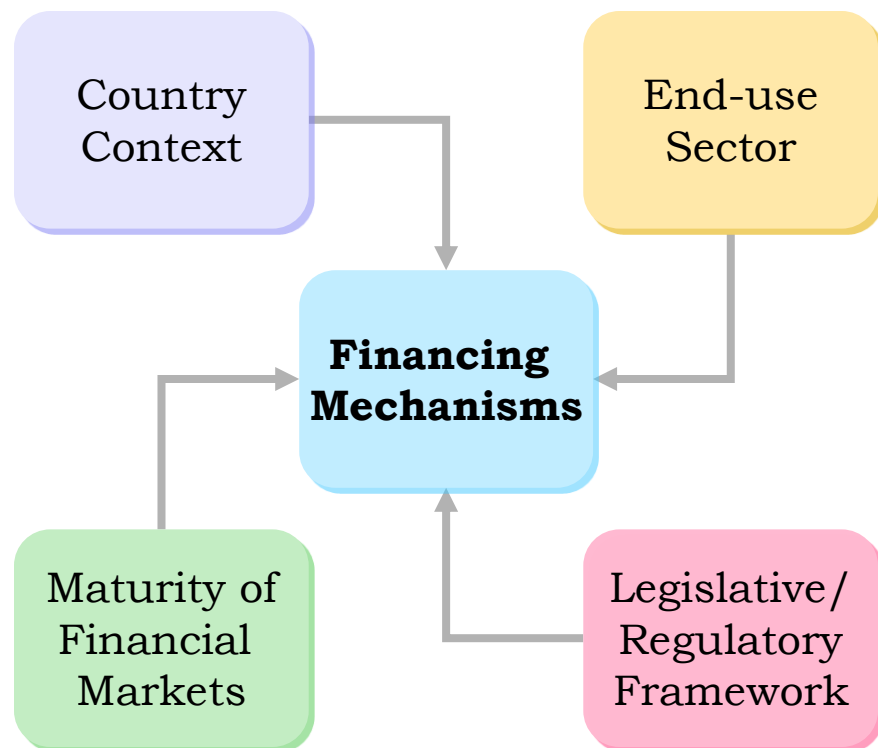 Country
Context
End-use
Sector
Financing
Mechanisms
Maturity of
Financial
Markets
Legislative/
Regulatory
Framework